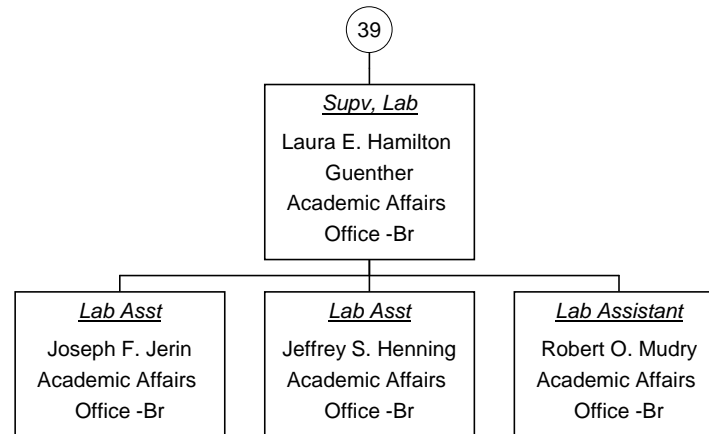 39
Supv, Lab
Laura E. Hamilton
Guenther
Academic Affairs
Office -Br
Lab Asst
Joseph F. Jerin
Academic Affairs
Office -Br
Lab Asst
Jeffrey S. Henning
Academic Affairs
Office -Br
Lab Assistant
Robert O. Mudry
Academic Affairs
Office -Br